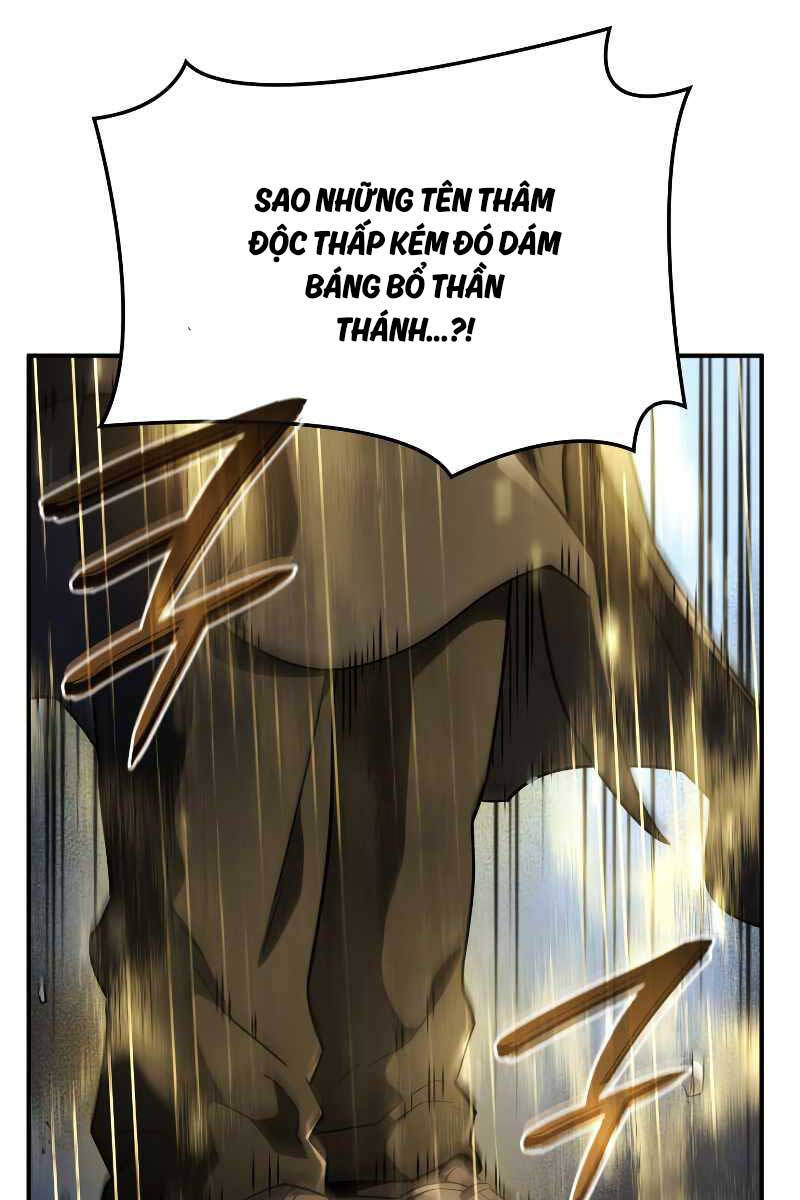 SAO NHỮNG TÊN THÂM
ĐỘC THẤP KÉM ĐÓ DÁM
BÁNG BỔ THẦN
THÁNH...?!
ㅋ
ㅋ